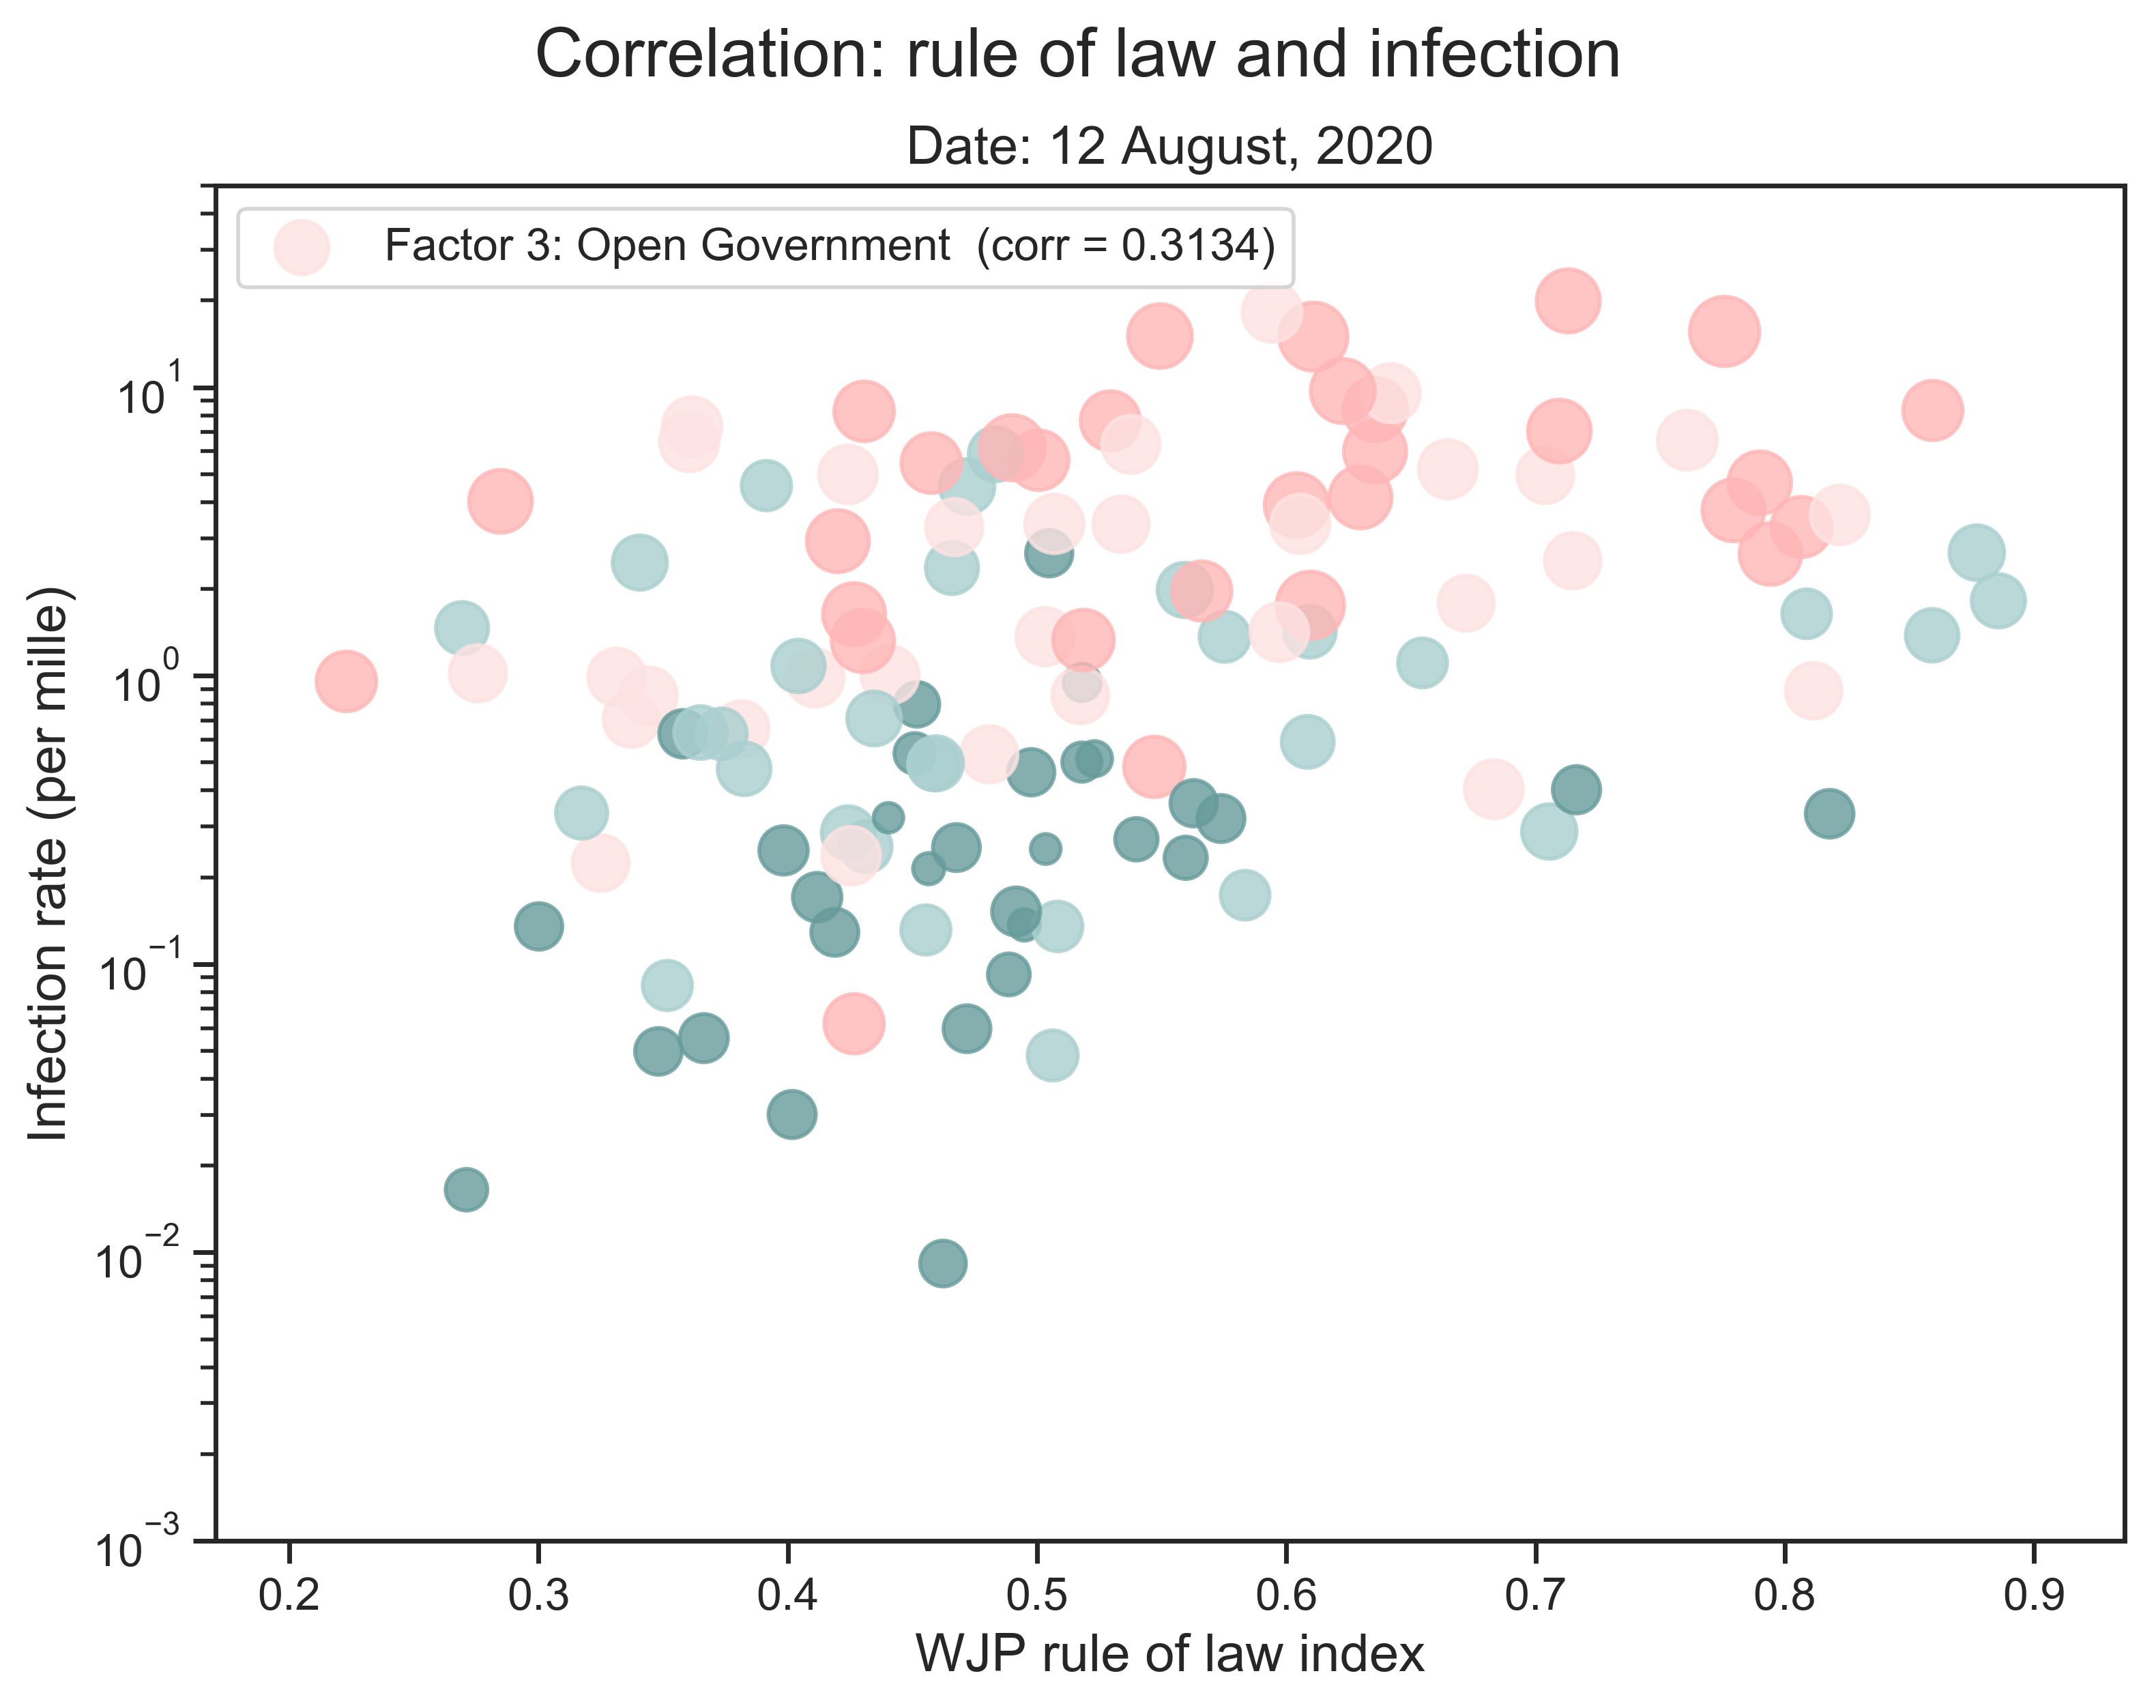 Correlation: rule of law and infection
Date: 12 August, 2020
Factor 3: Open Government (corr = 0.3134)
Infection rate (per mille)
10^1
10^0
10^−1
10^−2
10^−3
0.2 0.3 0.4 0.5 0.6 0.7 0.8 0.9
WJP rule of law index